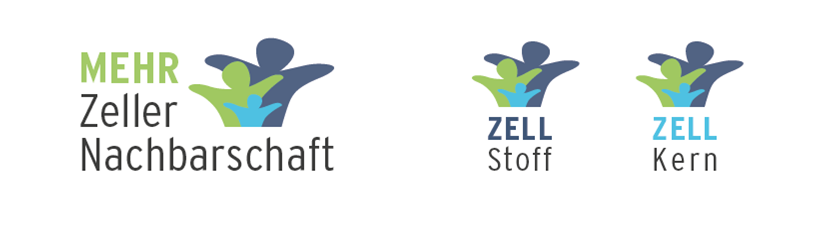 MEHR
Zeller
Nachbarschaft
ZELL
Stoff
ZELL
Kern